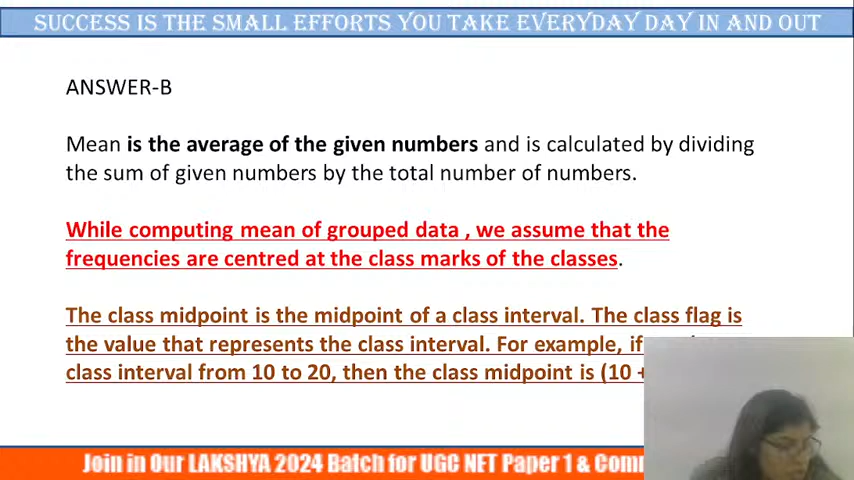 SUCCESS IS THE SMALL EFFORTS YOU TAKE EVERYDAY DAY IN AND OUT
ANSWER-B
Mean is the average of the given numbers and is calculated by dividing
the sum of given numbers by the total number of numbers.
While computing mean of grouped data , we assume that the
frequencies are centred at the class marks of the classes.
The class midpoint is the midpoint of a class interval. The class flag is
the value that represents the class interval. For example, if
class interval from 10 to 20, then the class midpoint is (10 +
Join in Our LAKSHYA 2024 Batch for UGC NET Paper 1 &